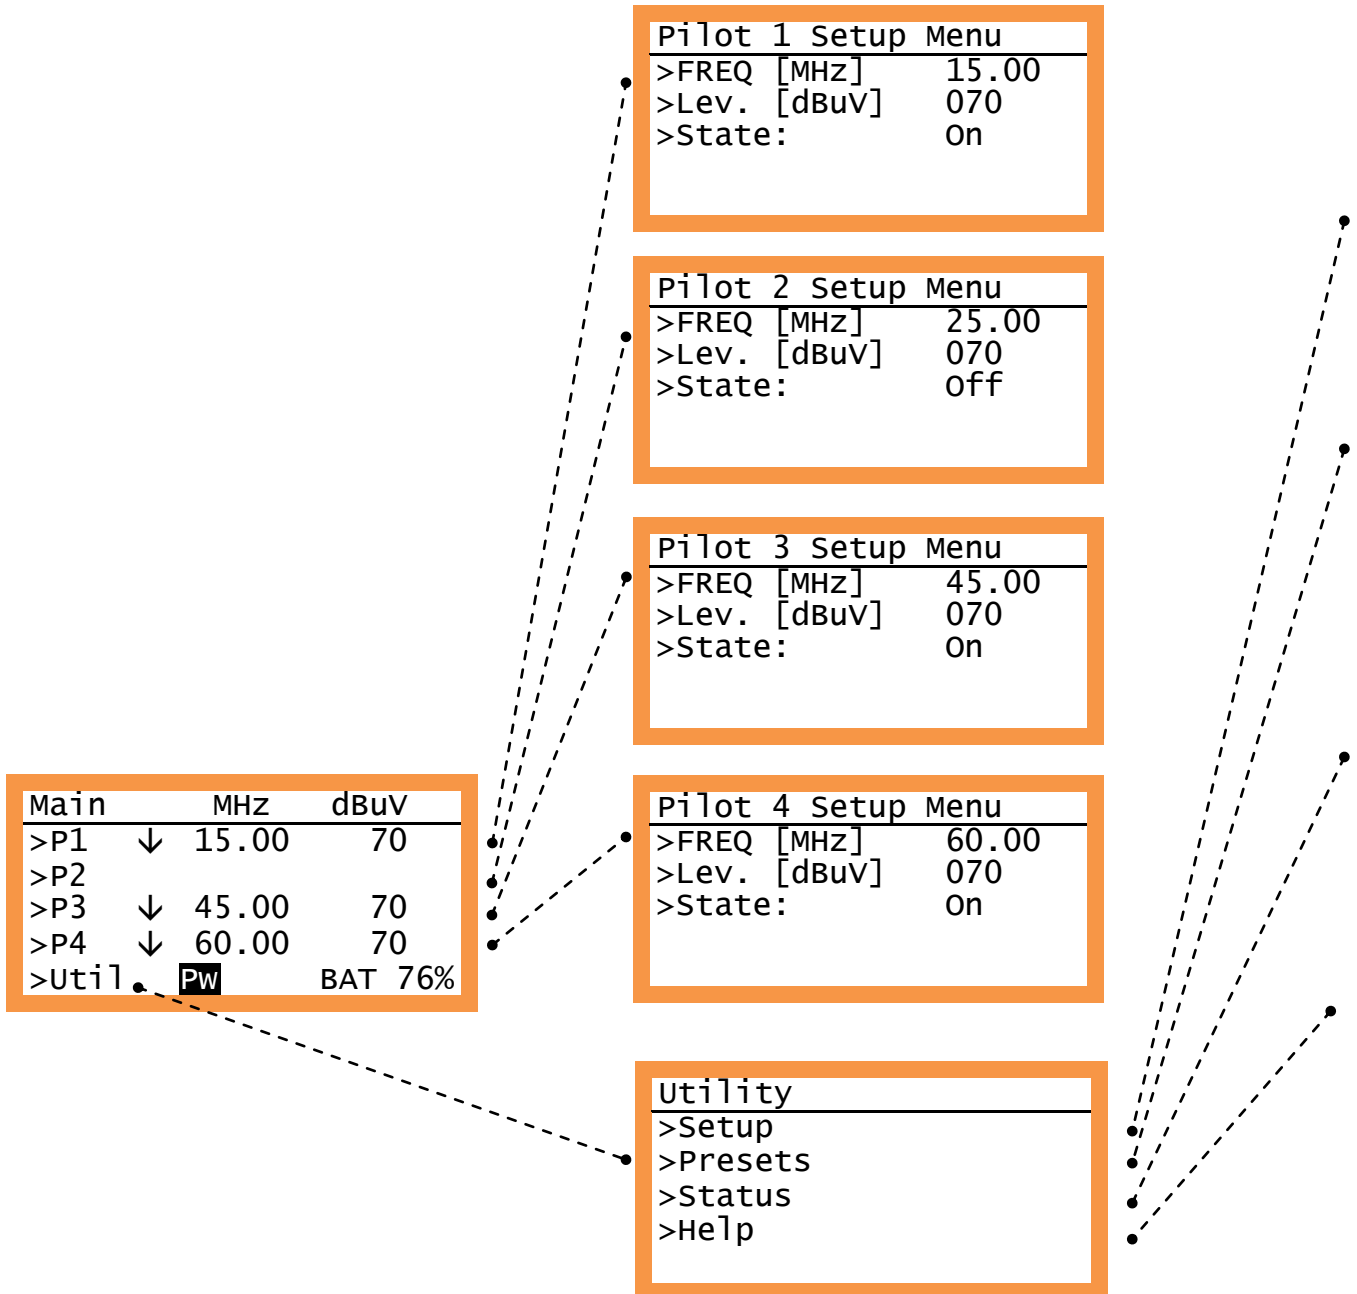 Pilot 1 Setup Menu
>FREQ [MHz] 15.00
>Lev. [dBuV] 070
>State: On
Pilot 2 Setup Menu
>FREQ [MHz] 25.00
>Lev. [dBuV] 070
>State: Off
Pilot 3 Setup Menu
>FREQ [MHz] 45.00
>Lev. [dBuV] 070
>State: On
Main MHz dBuV
>P1 ↓ 15.00 70
>P2
>P3 ↓ 45.00 70
>P4 ↓ 60.00 70
>Util PW BAT 76%
Pilot 4 Setup Menu
>FREQ [MHz] 60.00
>Lev. [dBuV] 070
>State: On
Utility
>Setup
>Presets
>Status
>Help